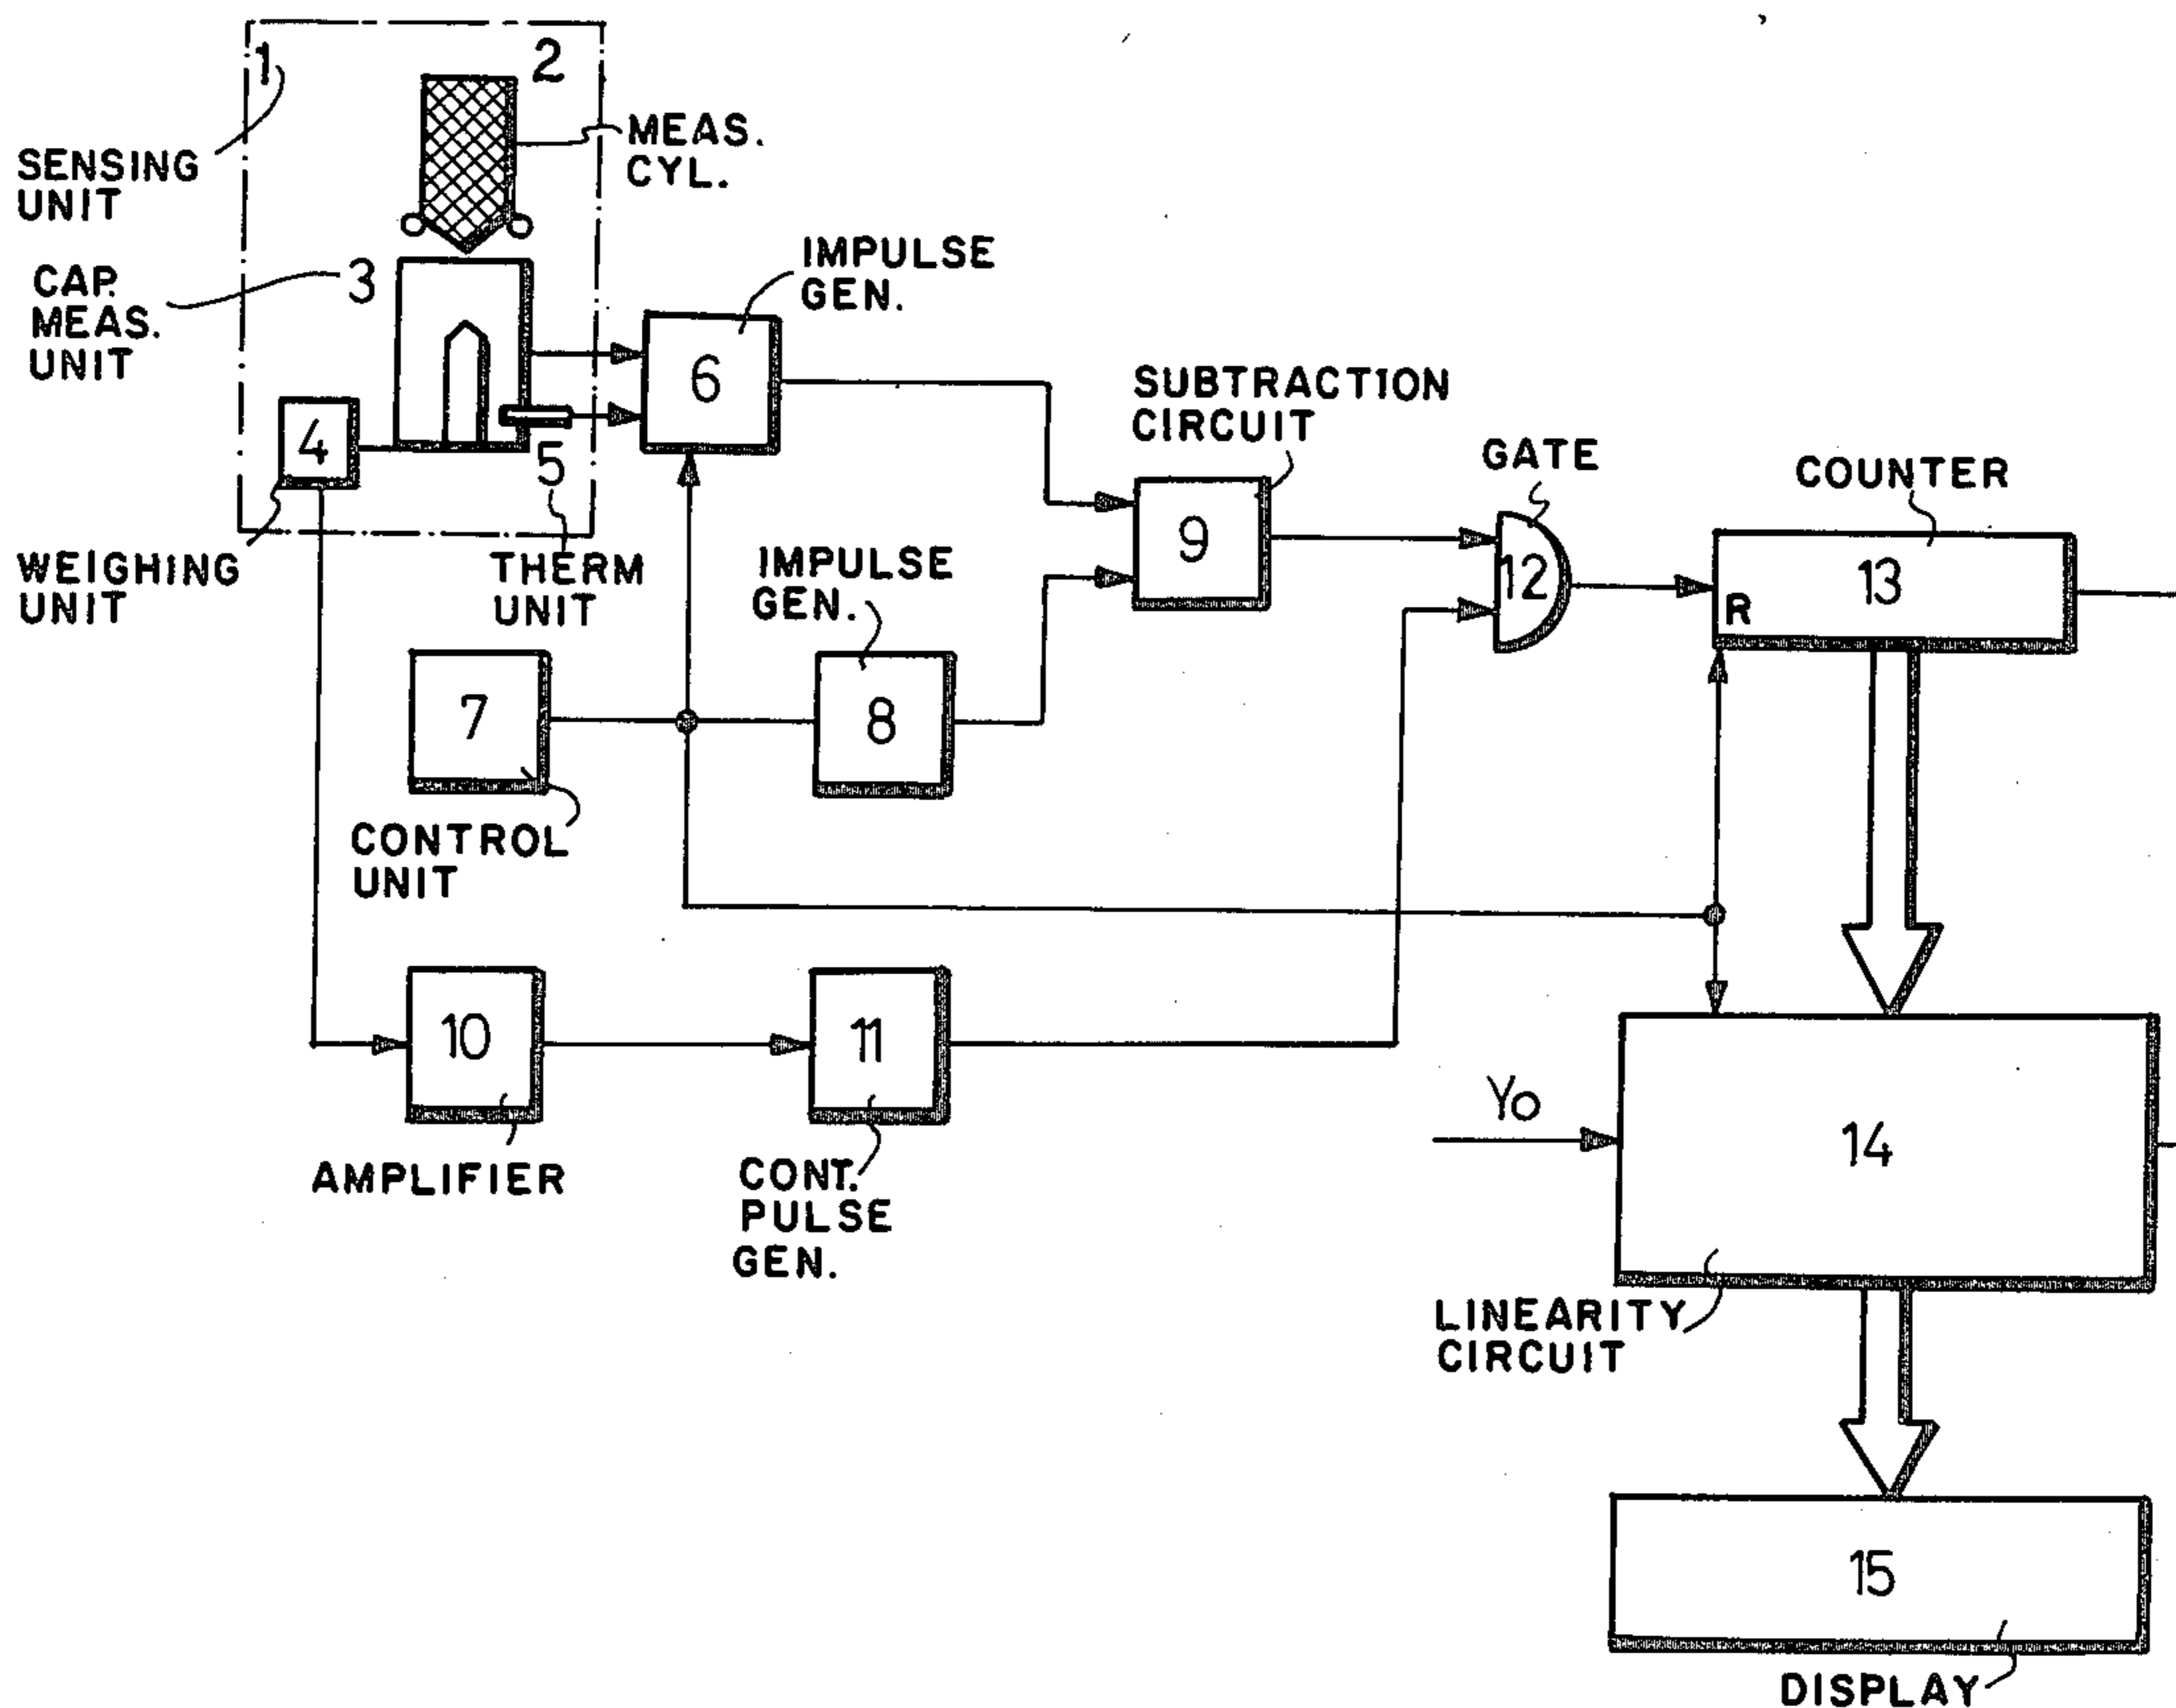 1
2
SENSING
UNIT
MEAS.
CYL.
CAP.
MEAS.
UNIT
3
IMPULSE
GEN.
6
4
5
WEIGHING
UNIT
THERM
UNIT
SUBTRACTION
CIRCUIT
9
GATE
12
COUNTER
13
R
IMPULSE
GEN.
7
8
CONTROL
UNIT
10
11
AMPLIFIER
CONT.
PULSE
GEN.
Yo
14
LINEARITY
CIRCUIT
15
DISPLAY